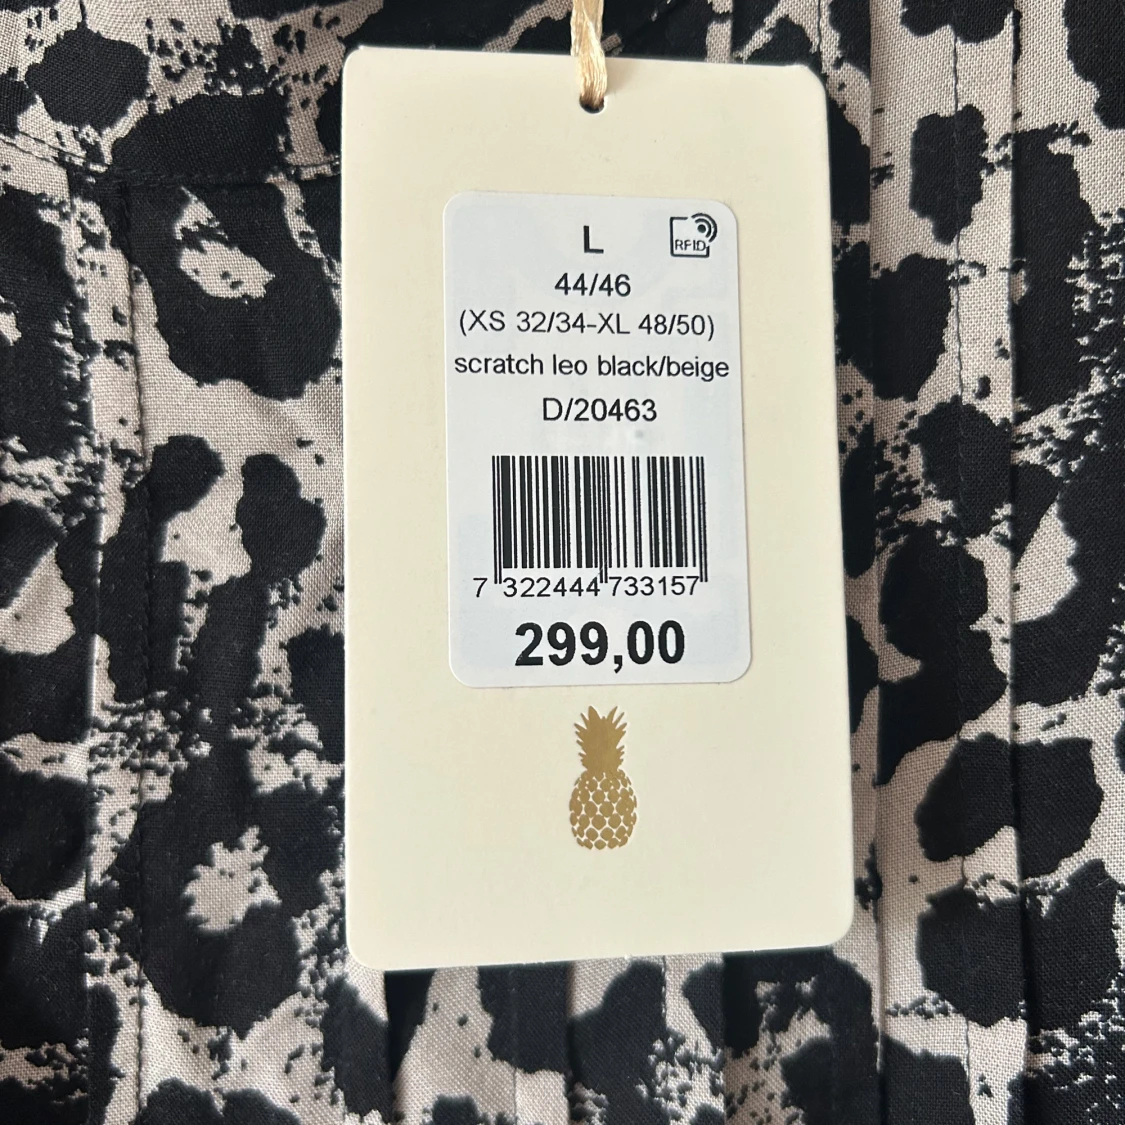 L
RFID
44/46
(XS 32/34-XL 48/50)
scratch leo black/beige
D/20463
7 322444 733157
299,00